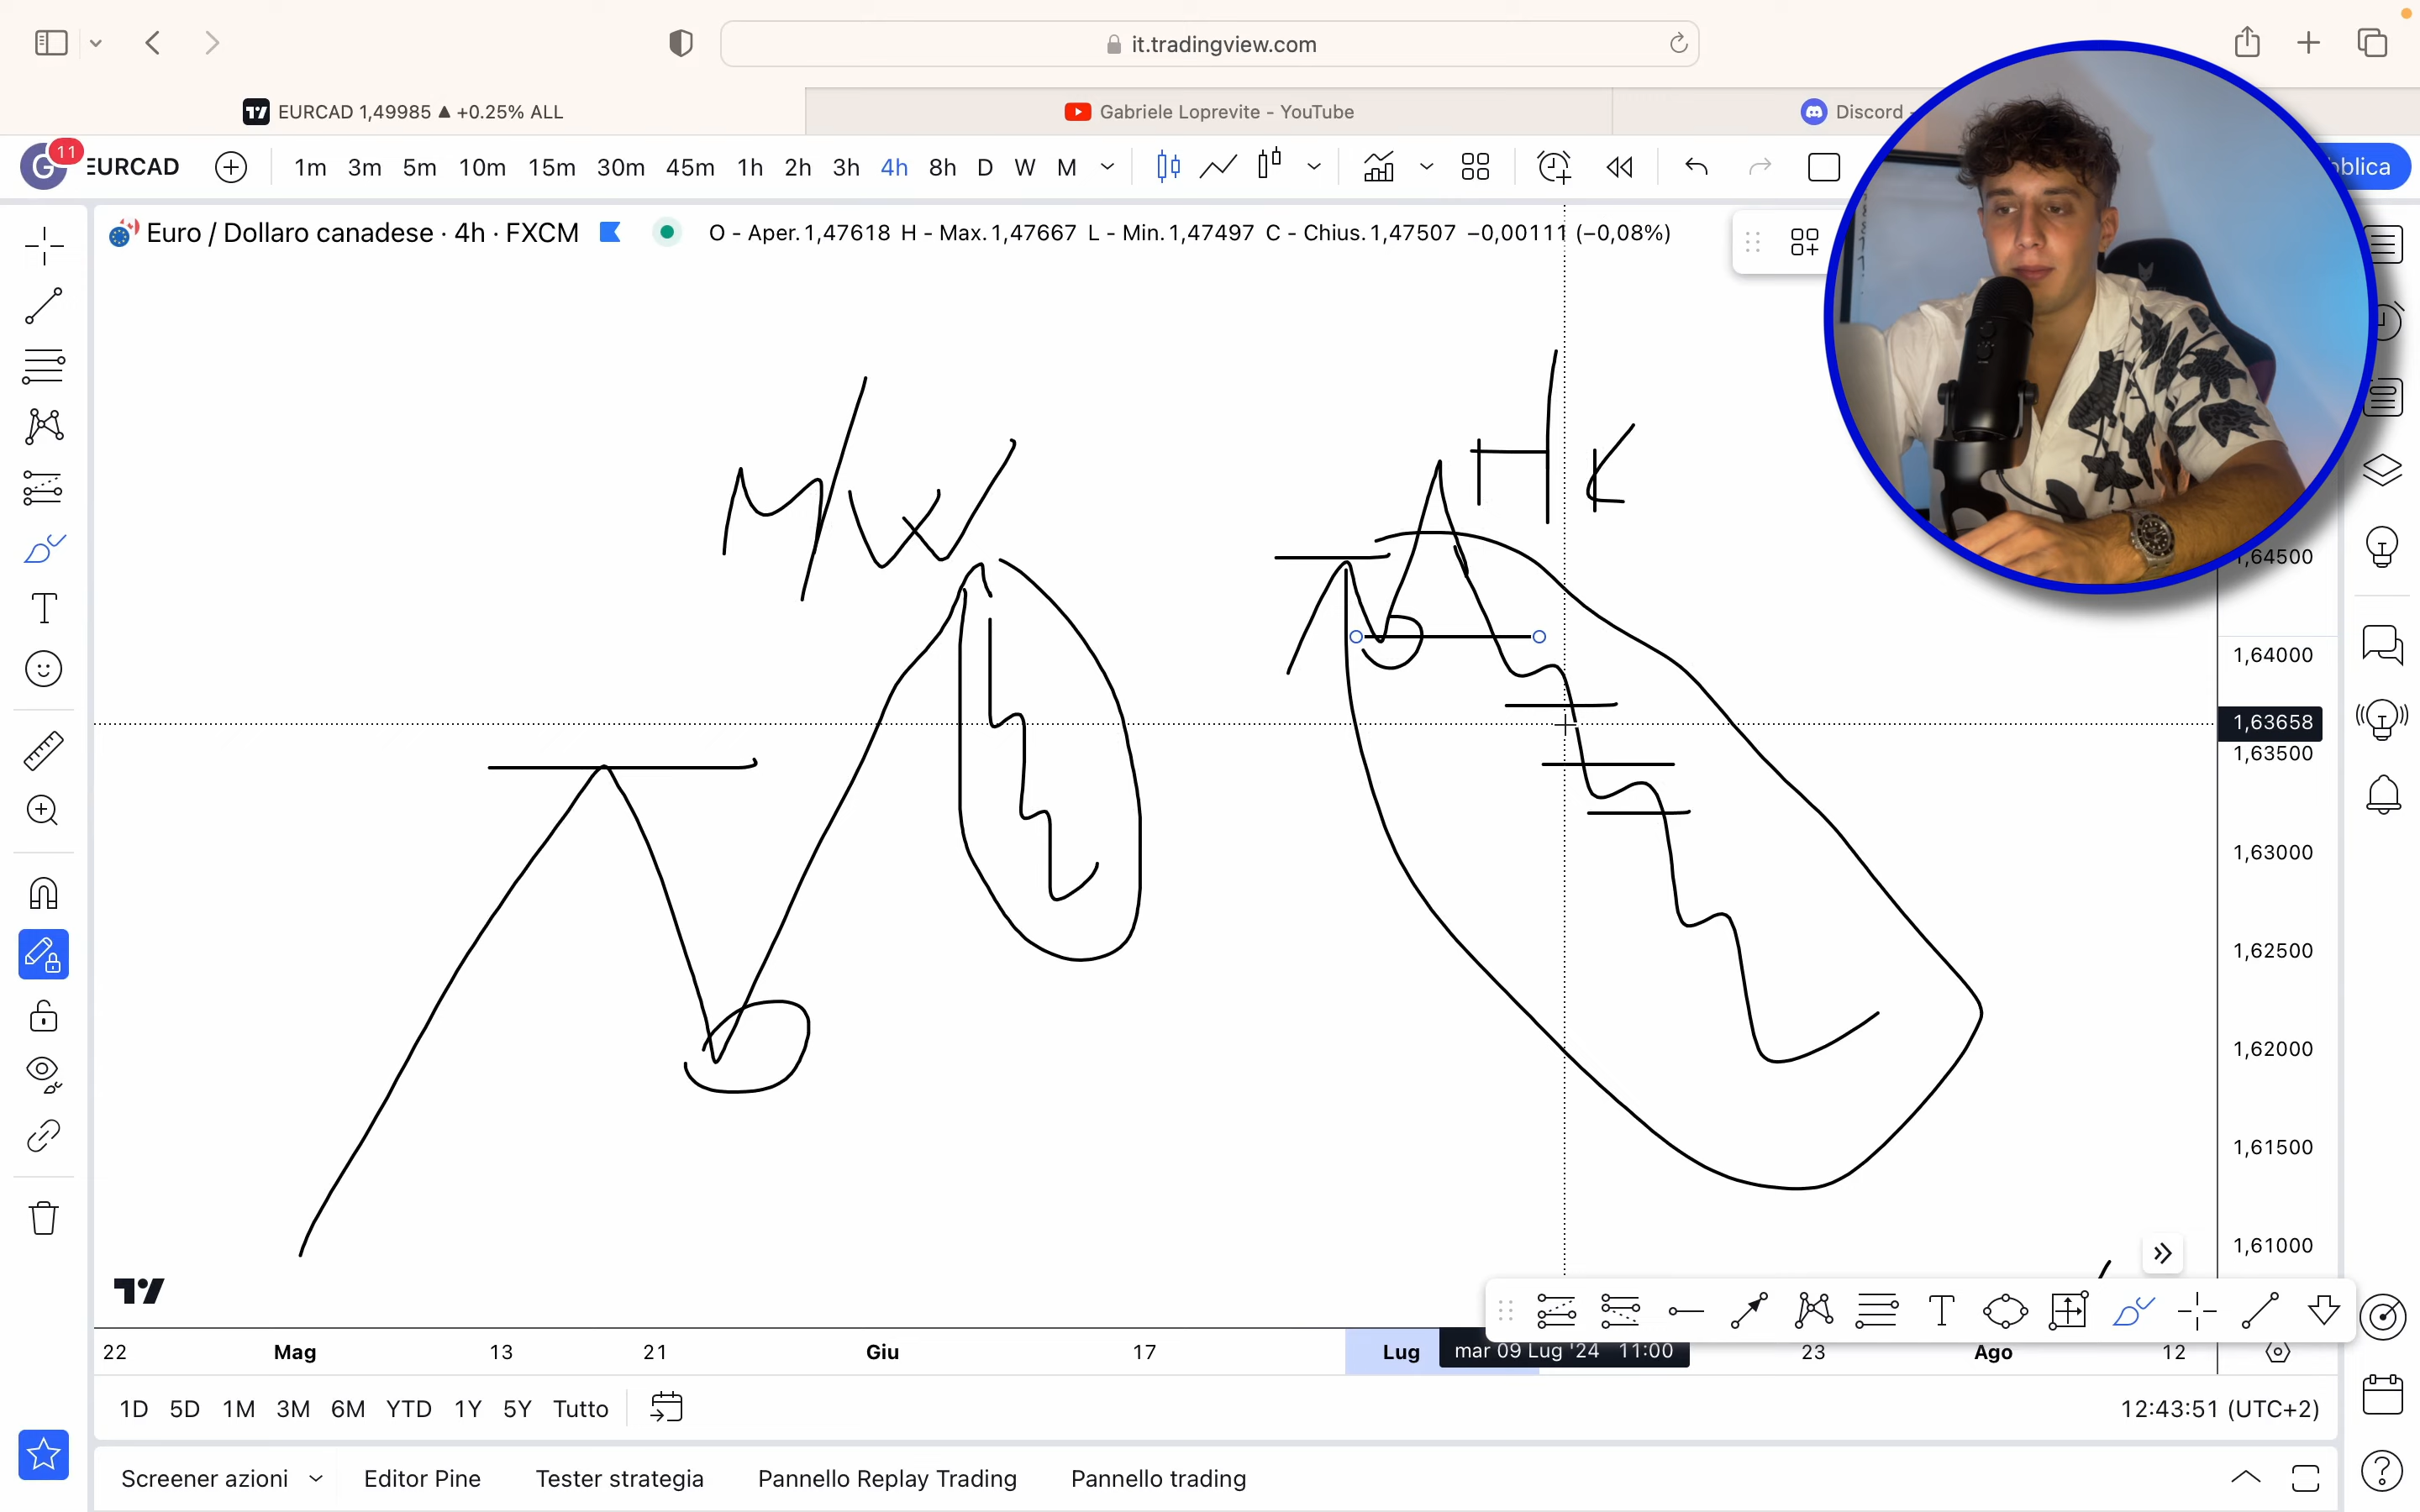 it.tradingview.com
EURCAD 1,49985 ▲ +0.25% ALL
Gabriele Loprevite - YouTube
Discord
G 11 EURCAD 1m 3m 5m 10m 15m 30m 45m 1h 2h 3h 4h 8h D W M
Euro / Dollaro canadese · 4h · FXCM O - Aper. 1,47618 H - Max. 1,47667 L - Min. 1,47497 C - Chius. 1,47507 −0,00111 (−0,08%)
1,64000
1,63658
1,63500
1,63000
1,62500
1,62000
1,61500
1,61000
22 Mag 13 21 Giu 17 Lug mar 09 Lug '24 11:00 23 Ago 12
1D 5D 1M 3M 6M YTD 1Y 5Y Tutto 12:43:51 (UTC+2)
Screener azioni Editor Pine Tester strategia Pannello Replay Trading Pannello trading